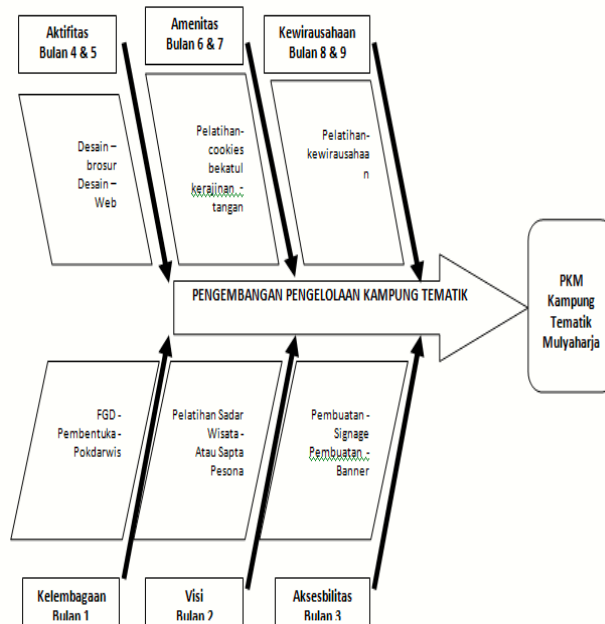 Aktifitas
Bulan 4 & 5
Amenitas
Bulan 6 & 7
Kewirausahaan
Bulan 8 & 9
Desain –
brosur
Desain –
Web
Pelatihan-
cookies
bekatul
kerajinan -
tangan
Pelatihan-
kewirausahaa
n
PENGEMBANGAN PENGELOLAAN KAMPUNG TEMATIK
PKM
Kampung
Tematik
Mulyaharja
FGD -
Pembentuka -
Pokdarwis
Pelatihan Sadar
Wisata -
Atau Sapta
Pesona
Pembuatan -
Signage
Pembuatan -
Banner
Kelembagaan
Bulan 1
Visi
Bulan 2
Aksesbilitas
Bulan 3